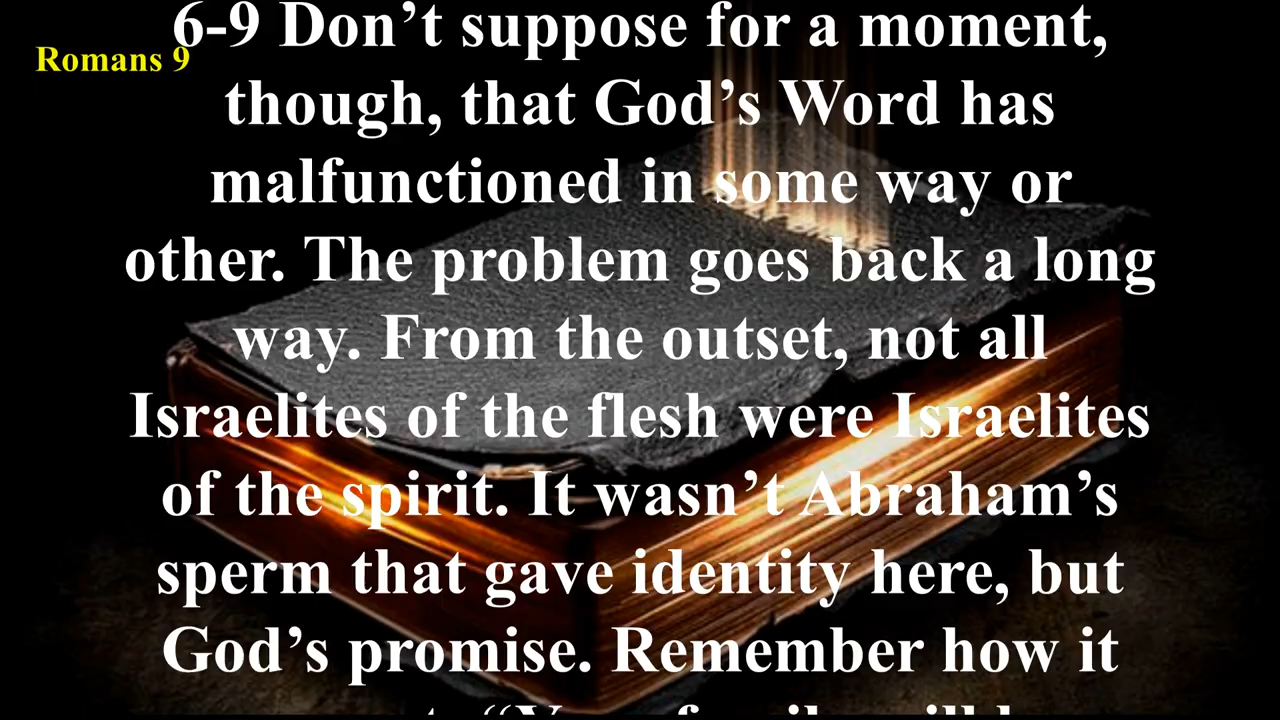 Romans 9
6-9 Don’t suppose for a moment,
though, that God’s Word has
malfunctioned in some way or
other. The problem goes back a long
way. From the outset, not all
Israelites of the flesh were Israelites
of the spirit. It wasn’t Abraham’s
sperm that gave identity here, but
God’s promise. Remember how it